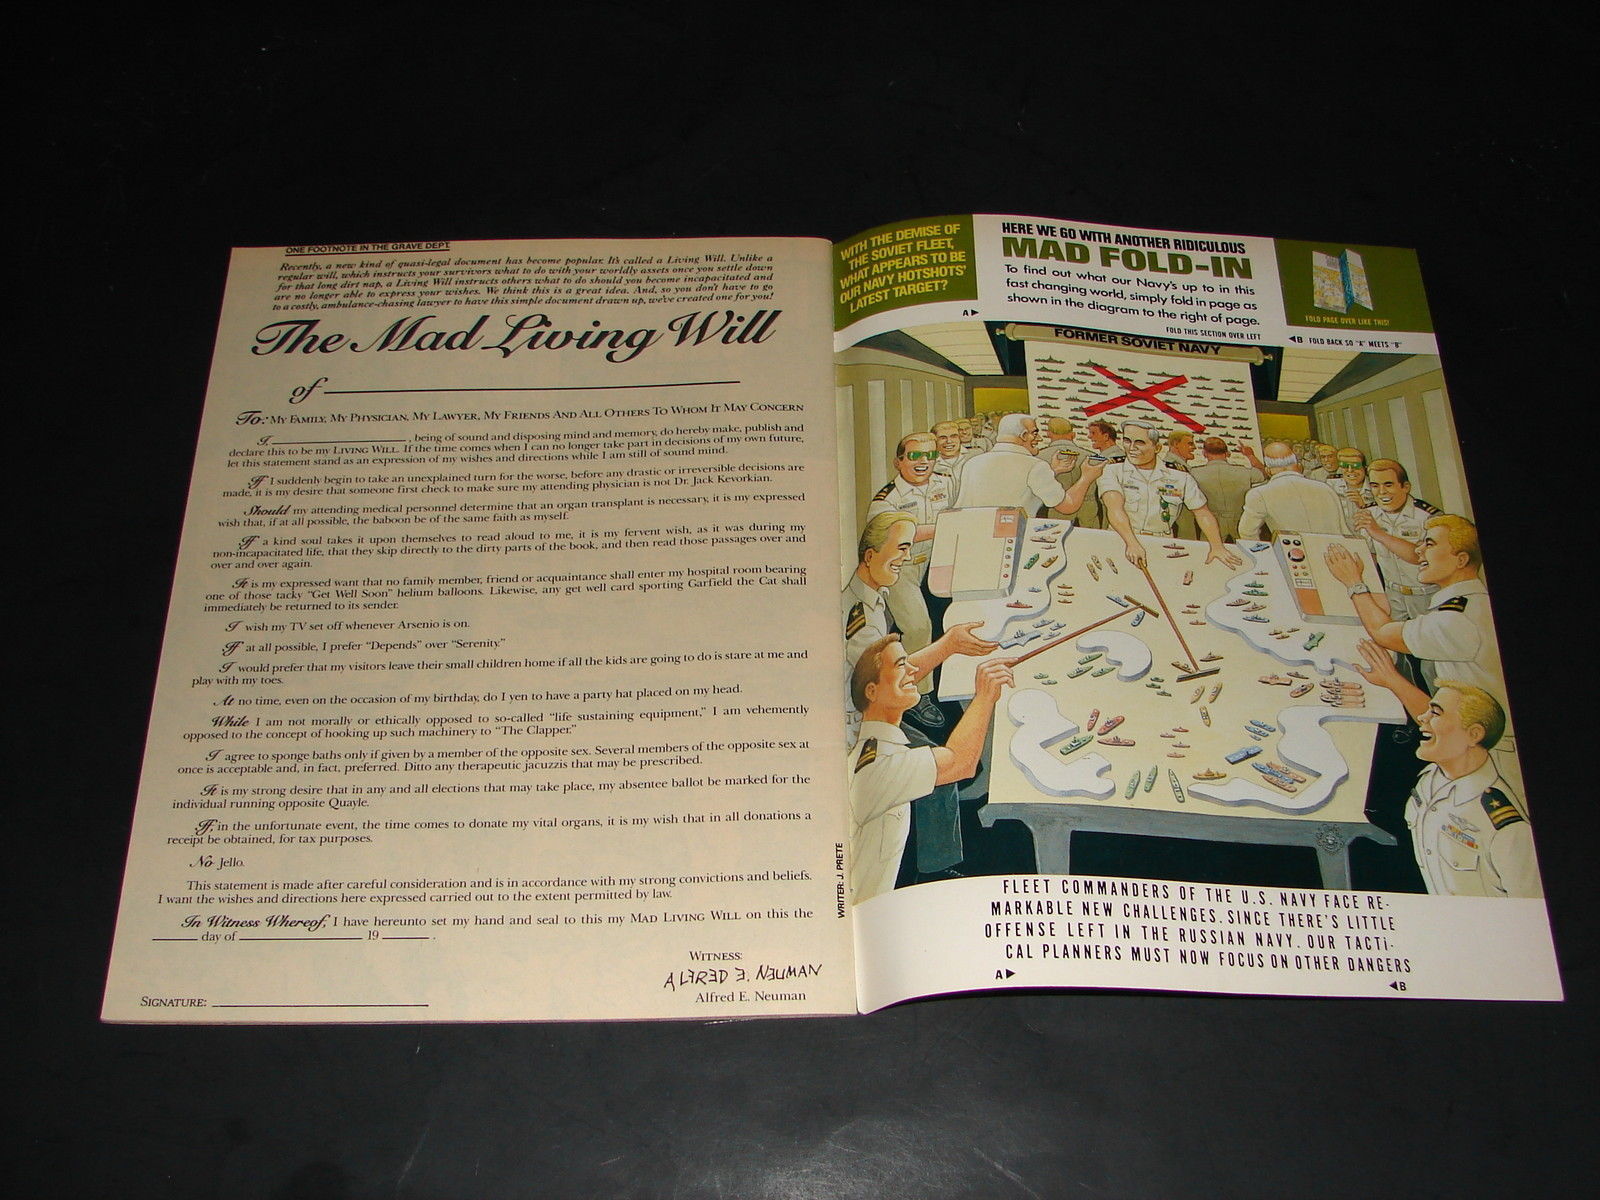 ONE FOOTNOTE IN THE GRAVE DEPT.
Recently, a new kind of quasi-legal document has become popular. It's called a Living Will. Unlike a
regular will, which instructs your survivors what to do with your worldly assets once you settle down
for that long dirt nap, a Living Will instructs others what to do should you become incapacitated and
are no longer able to express your wishes. We think this is a great idea. And, so you don't have to go
to a costly, ambulance-chasing lawyer to have this simple document drawn up, we've created one for you!
The Mad Living Will
of
To: MY FAMILY, MY PHYSICIAN, MY LAWYER, MY FRIENDS AND ALL OTHERS TO WHOM IT MAY CONCERN
I, , being of sound and disposing mind and memory, do hereby make, publish and
declare this to be my LIVING WILL. If the time comes when I can no longer take part in decisions of my own future,
let this statement stand as an expression of my wishes and directions while I am still of sound mind.
If I suddenly begin to take an unexplained turn for the worse, before any drastic or irreversible decisions are
made, it is my desire that someone first check to make sure my attending physician is not Dr. Jack Kevorkian.
Should my attending medical personnel determine that an organ transplant is necessary, it is my expressed
wish that, if at all possible, the baboon be of the same faith as myself.
If a kind soul takes it upon themselves to read aloud to me, it is my fervent wish, as it was during my
non-incapacitated life, that they skip directly to the dirty parts of the book, and then read those passages over and
over and over again.
It is my expressed want that no family member, friend or acquaintance shall enter my hospital room bearing
one of those tacky "Get Well Soon" helium balloons. Likewise, any get well card sporting Garfield the Cat shall
immediately be returned to its sender.
I wish my TV set off whenever Arsenio is on.
If at all possible, I prefer "Depends" over "Serenity."
I would prefer that my visitors leave their small children home if all the kids are going to do is stare at me and
play with my toes.
At no time, even on the occasion of my birthday, do I yen to have a party hat placed on my head.
While I am not morally or ethically opposed to so-called "life sustaining equipment," I am vehemently
opposed to the concept of hooking up such machinery to "The Clapper."
I agree to sponge baths only if given by a member of the opposite sex. Several members of the opposite sex at
once is acceptable and, in fact, preferred. Ditto any therapeutic jacuzzis that may be prescribed.
It is my strong desire that in any and all elections that may take place, my absentee ballot be marked for the
individual running opposite Quayle.
If, in the unfortunate event, the time comes to donate my vital organs, it is my wish that in all donations a
receipt be obtained, for tax purposes.
No Jello.
This statement is made after careful consideration and is in accordance with my strong convictions and beliefs.
I want the wishes and directions here expressed carried out to the extent permitted by law.
In Witness Whereof, I have hereunto set my hand and seal to this my MAD LIVING WILL on this the
day of 19 .
WITNESS:
ALFRED E. NEUMAN
Alfred E. Neuman
SIGNATURE:
WITH THE DEMISE OF
THE SOVIET FLEET,
WHAT APPEARS TO BE
OUR NAVY HOTSHOTS'
LATEST TARGET?
A►
HERE WE GO WITH ANOTHER RIDICULOUS
MAD FOLD-IN
To find out what our Navy's up to in this
fast changing world, simply fold in page as
shown in the diagram to the right of page.
FOLD THIS SECTION OVER LEFT
FOLD PAGE OVER LIKE THIS!
◄B FOLD BACK SO "A" MEETS "B"
FORMER SOVIET NAVY
WRITER: J. PRETE
FLEET COMMANDERS OF THE U.S. NAVY FACE RE-
MARKABLE NEW CHALLENGES. SINCE THERE'S LITTLE
OFFENSE LEFT IN THE RUSSIAN NAVY. OUR TACTI-
CAL PLANNERS MUST NOW FOCUS ON OTHER DANGERS
A►
◄B